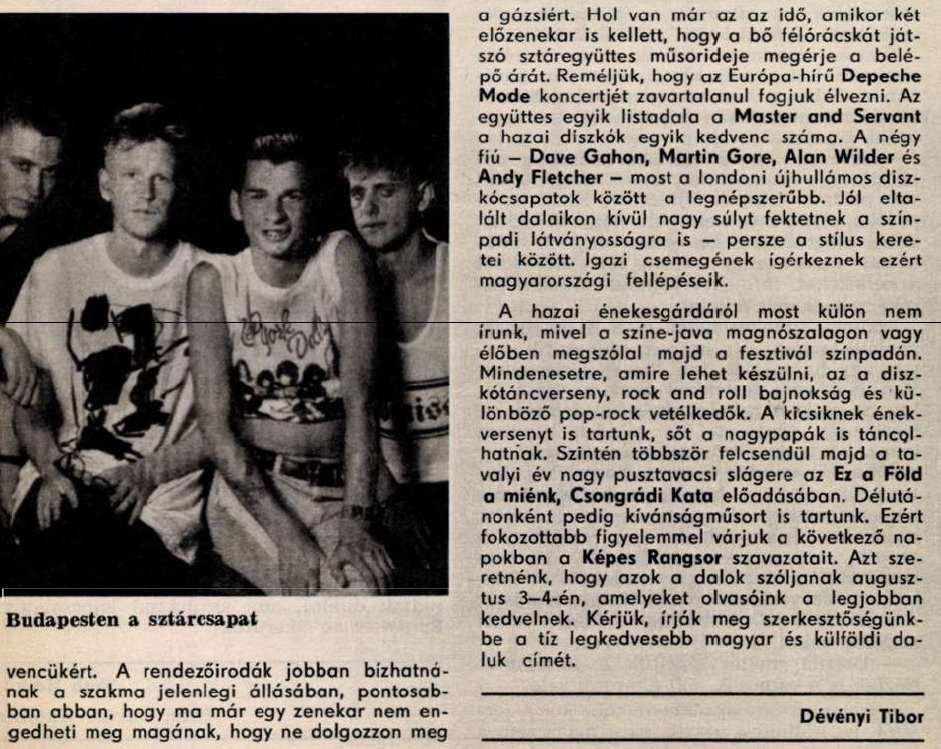 Budapesten a sztárcsapat
vencükért. A rendezőirodák jobban bízhatná-
nak a szakma jelenlegi állásában, pontosab-
ban abban, hogy ma már egy zenekar nem en-
gedheti meg magának, hogy ne dolgozzon meg
a gázsiért. Hol van már az az idő, amikor két
előzenekar is kellett, hogy a bő félórácskát ját-
szó sztáregyüttes műsorideje megérje a belé-
pő árát. Reméljük, hogy az Európa-hírű Depeche
Mode koncertjét zavartalanul fogjuk élvezni. Az
együttes egyik listadala a Master and Servant
a hazai diszkók egyik kedvenc száma. A négy
fiú — Dave Gahon, Martin Gore, Alan Wilder és
Andy Fletcher — most a londoni újhullámos disz-
kócsapatok között a legnépszerűbb. Jól elta-
lált dalaikon kívül nagy súlyt fektetnek a szín-
padi látványosságra is — persze a stílus kere-
tei között. Igazi csemegének ígérkeznek ezért
magyarországi fellépéseik.
A hazai énekesgárdáról most külön nem
írunk, mivel a színe-java magnószalagon vagy
élőben megszólal majd a fesztivál színpadán.
Mindenesetre, amire lehet készülni, az a disz-
kótáncverseny, rock and roll bajnokság és kü-
lönböző pop-rock vetélkedők. A kicsiknek ének-
versenyt is tartunk, sőt a nagypapák is táncol-
hatnak. Szintén többször felcsendül majd a ta-
valyi év nagy pusztavacsi slágere az Ez a Föld
a miénk, Csongrádi Kata előadásában. Délutá-
nonként pedig kívánságműsort is tartunk. Ezért
fokozottabb figyelemmel várjuk a következő na-
pokban a Képes Rangsor szavazatait. Azt sze-
retnénk, hogy azok a dalok szóljanak augusz-
tus 3—4-én, amelyeket olvasóink a legjobban
kedvelnek. Kérjük, írják meg szerkesztőségünk-
be a tíz legkedvesebb magyar és külföldi da-
luk címét.
Dévényi Tibor